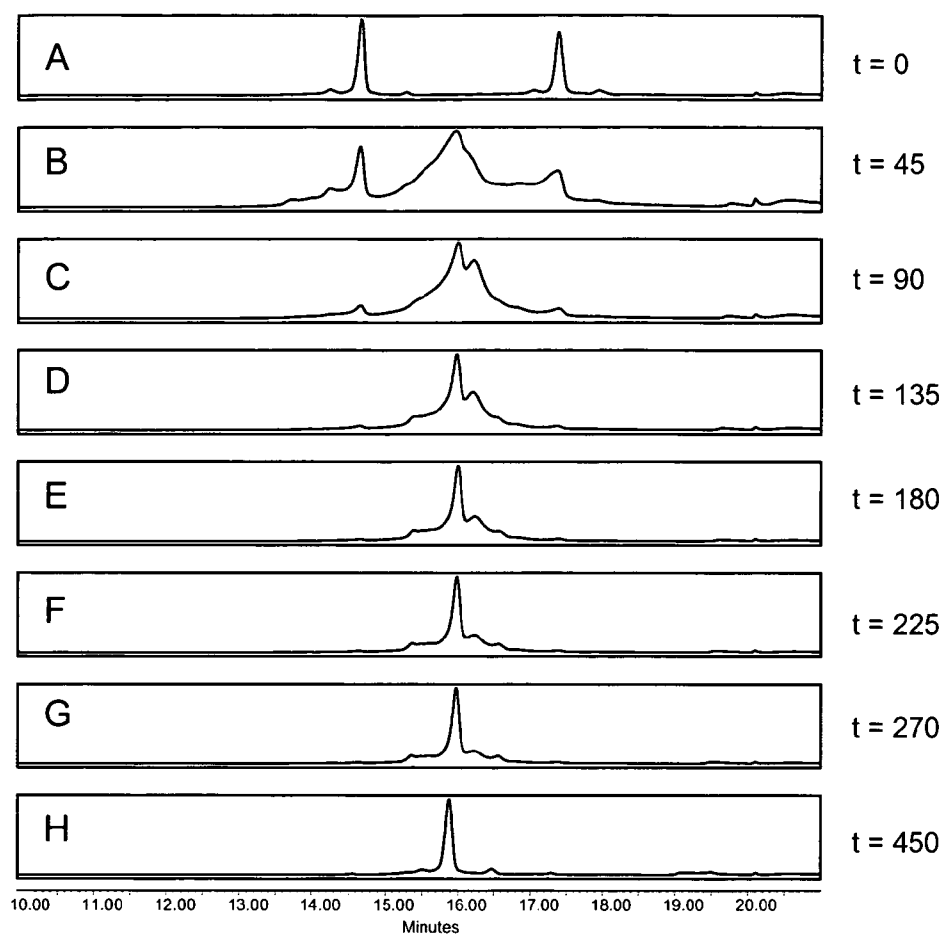 A t = 0
B t = 45
C t = 90
D t = 135
E t = 180
F t = 225
G t = 270
H t = 450
10.00 11.00 12.00 13.00 14.00 15.00 16.00 17.00 18.00 19.00 20.00
Minutes